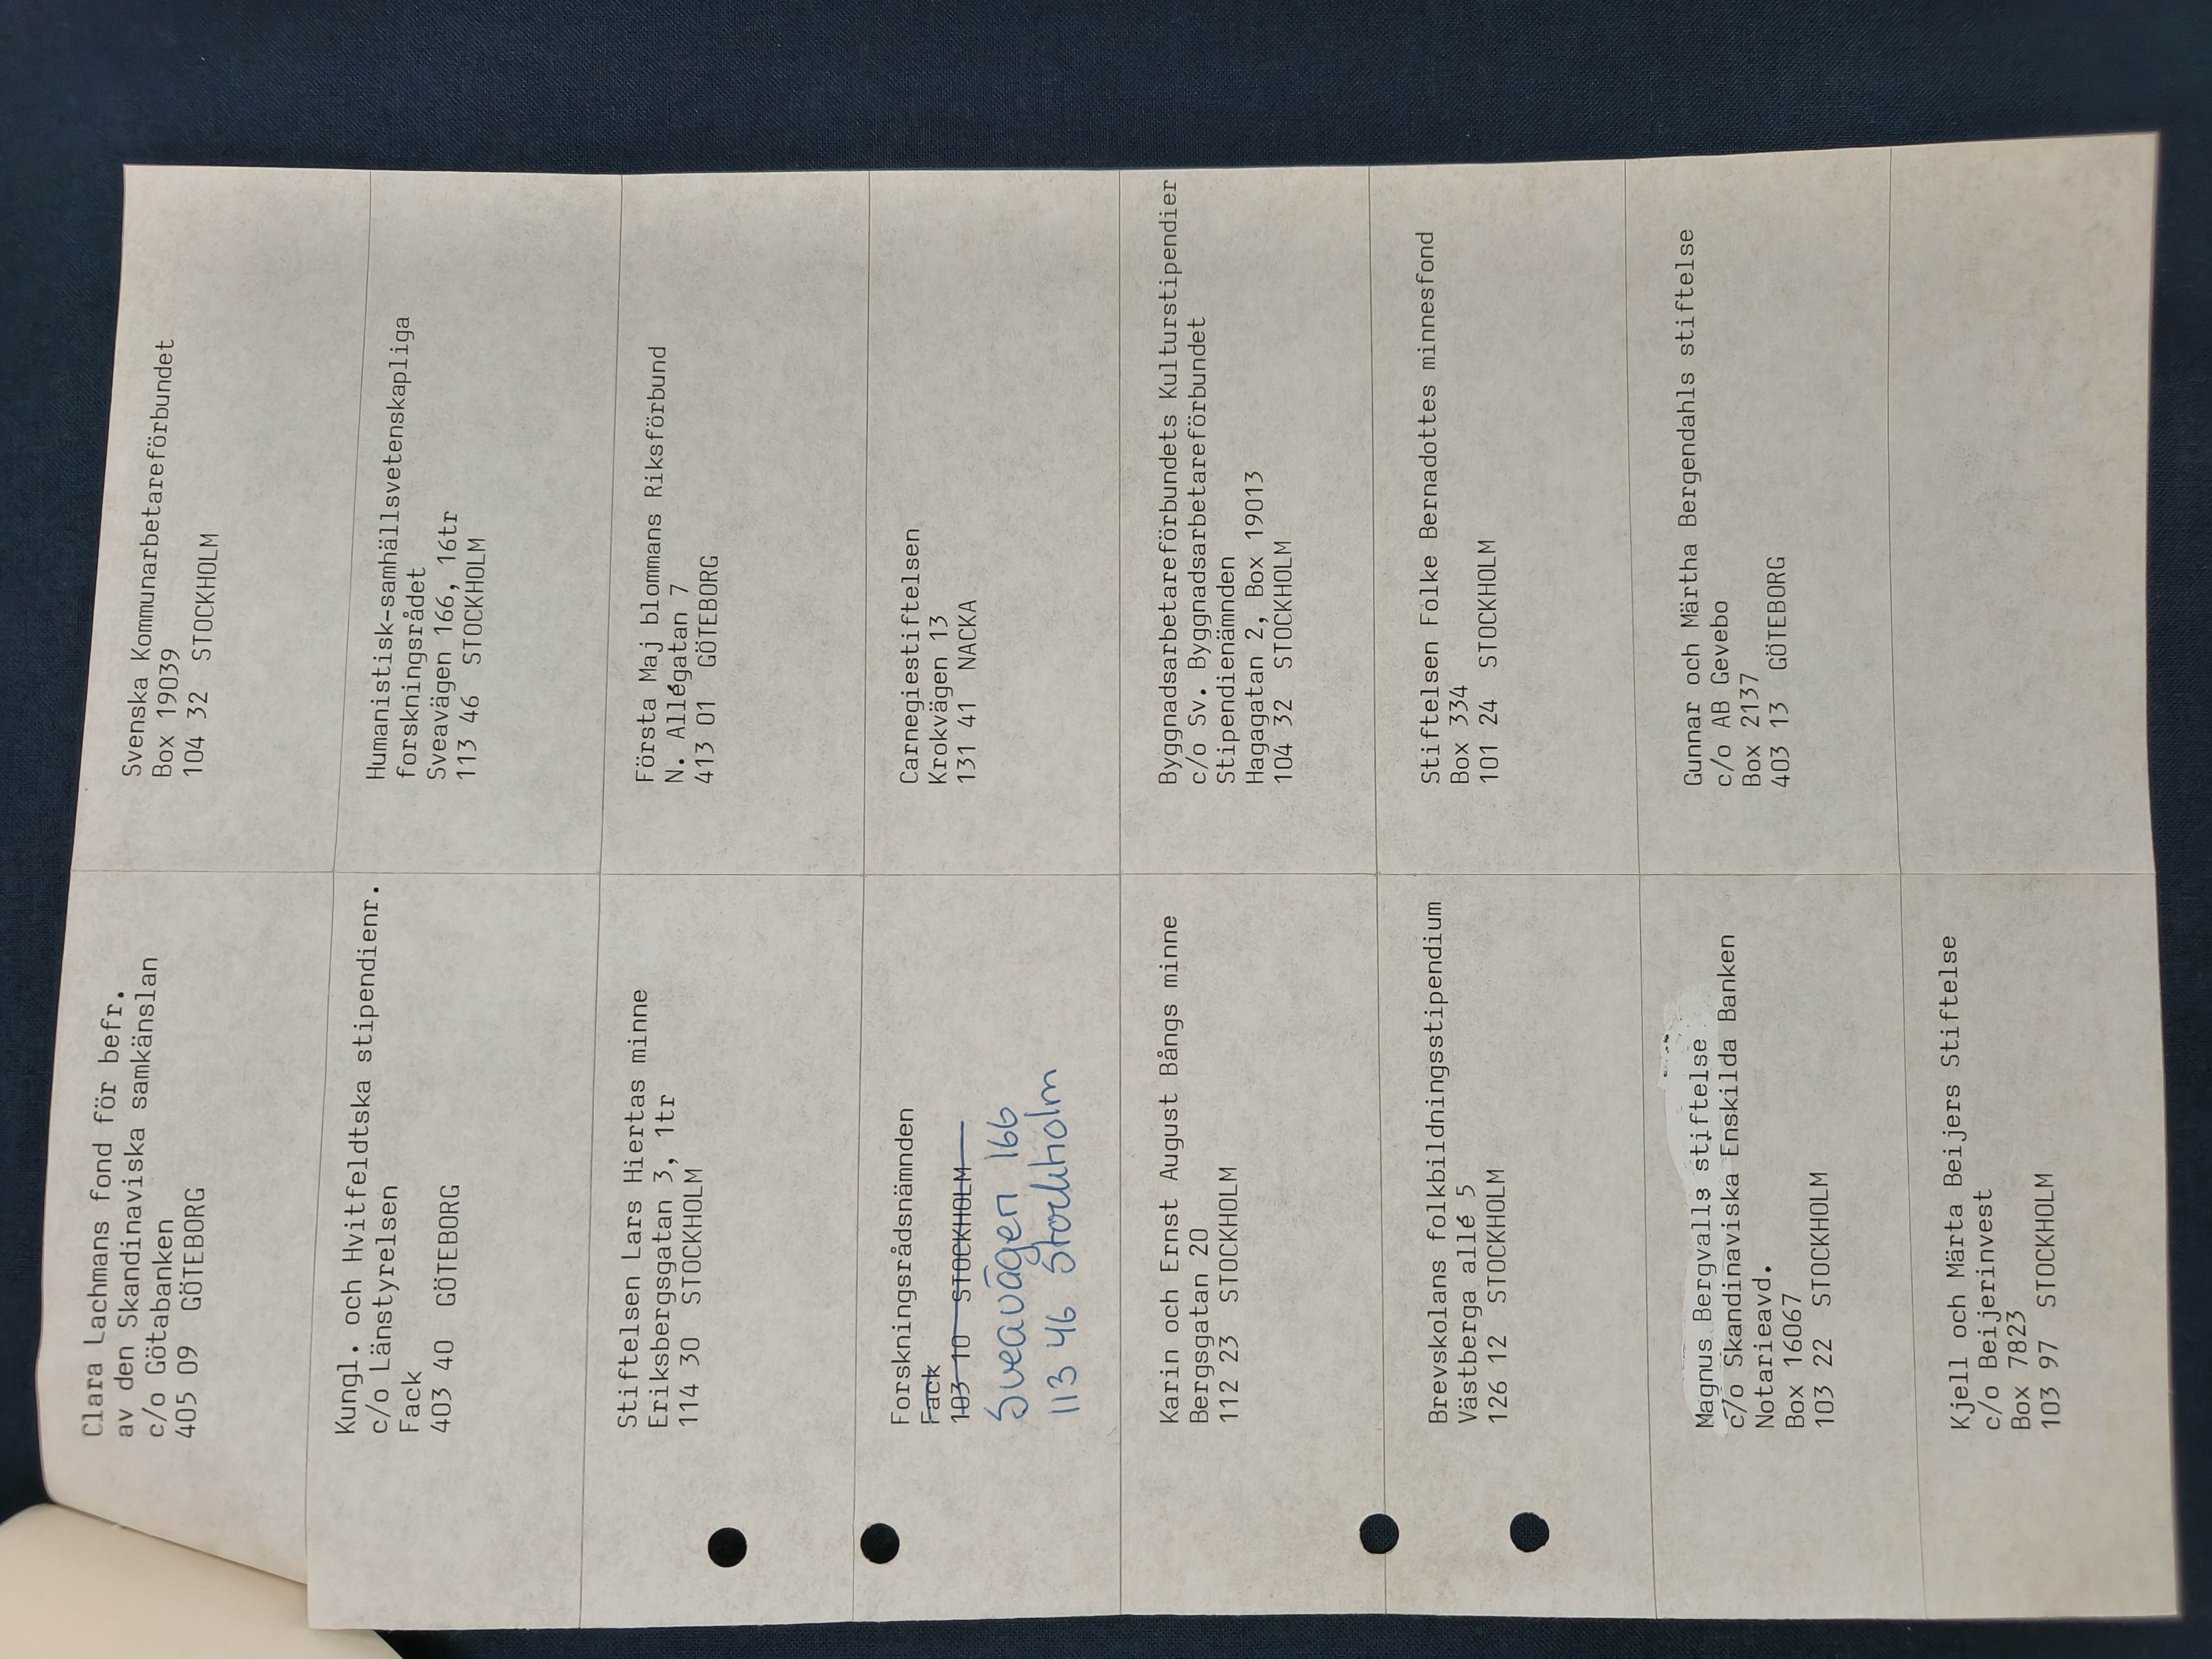 Clara Lachmans fond för befr.
av den Skandinaviska samkänslan
c/o Götabanken
405 09 GÖTEBORG
Svenska Kommunarbetareförbundet
Box 19039
104 32 STOCKHOLM
Kungl. och Hvitfeldtska stipendienr.
c/o Länstyrelsen
Fack
403 40 GÖTEBORG
Humanistisk-samhällsvetenskapliga
forskningsrådet
Sveavägen 166, 16tr
113 46 STOCKHOLM
Stiftelsen Lars Hiertas minne
Eriksbergsgatan 3, 1tr
114 30 STOCKHOLM
Första Maj blommans Riksförbund
N. Allégatan 7
413 01 GÖTEBORG
Forskningsrådsnämnden
Fack
103 10 STOCKHOLM
Sveavägen 166
113 46 Stockholm
Carnegiestiftelsen
Krokvägen 13
131 41 NACKA
Karin och Ernst August Bångs minne
Bergsgatan 20
112 23 STOCKHOLM
Byggnadsarbetareförbundets Kulturstipendier
c/o Sv. Byggnadsarbetareförbundet
Stipendienämnden
Hagagatan 2, Box 19013
104 32 STOCKHOLM
Brevskolans folkbildningsstipendium
Västberga allé 5
126 12 STOCKHOLM
Stiftelsen Folke Bernadottes minnesfond
Box 334
101 24 STOCKHOLM
Magnus Bergvalls stiftelse
c/o Skandinaviska Enskilda Banken
Notarieavd.
Box 16067
103 22 STOCKHOLM
Gunnar och Märtha Bergendahls stiftelse
c/o AB Gevebo
Box 2137
403 13 GÖTEBORG
Kjell och Märta Beijers Stiftelse
c/o Beijerinvest
Box 7823
103 97 STOCKHOLM